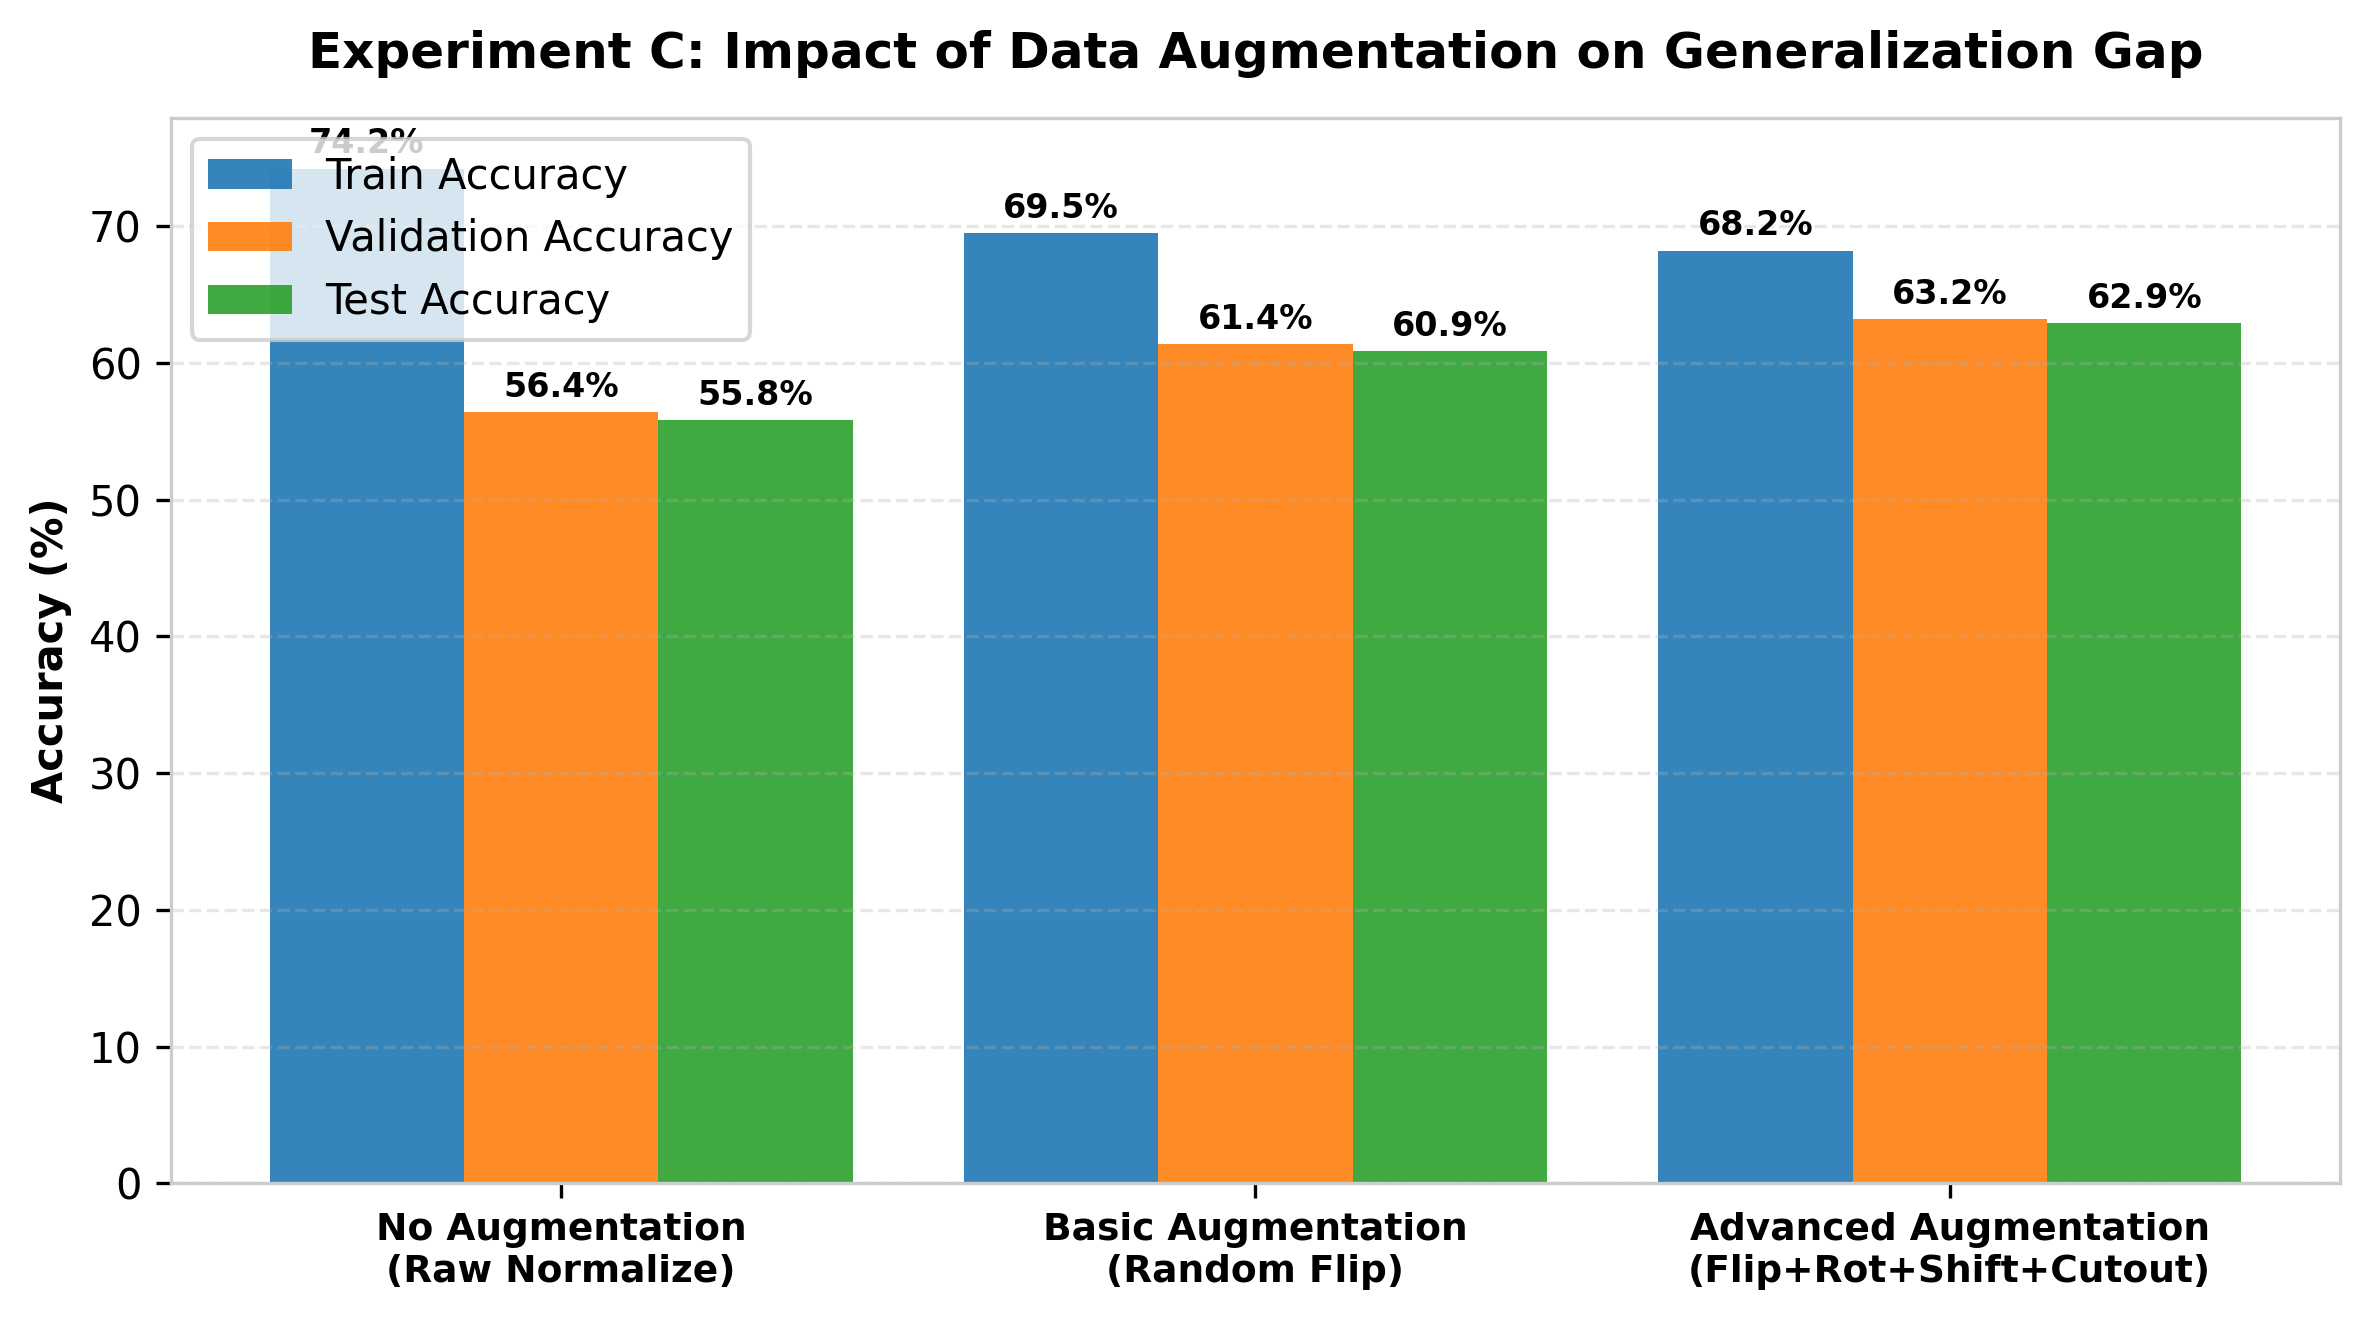 Experiment C: Impact of Data Augmentation on Generalization Gap
74.2%
Train Accuracy
Validation Accuracy
Test Accuracy
69.5%
68.2%
63.2%
62.9%
61.4%
60.9%
56.4%
55.8%
70
60
50
40
30
20
10
0
Accuracy (%)
No Augmentation
(Raw Normalize)
Basic Augmentation
(Random Flip)
Advanced Augmentation
(Flip+Rot+Shift+Cutout)